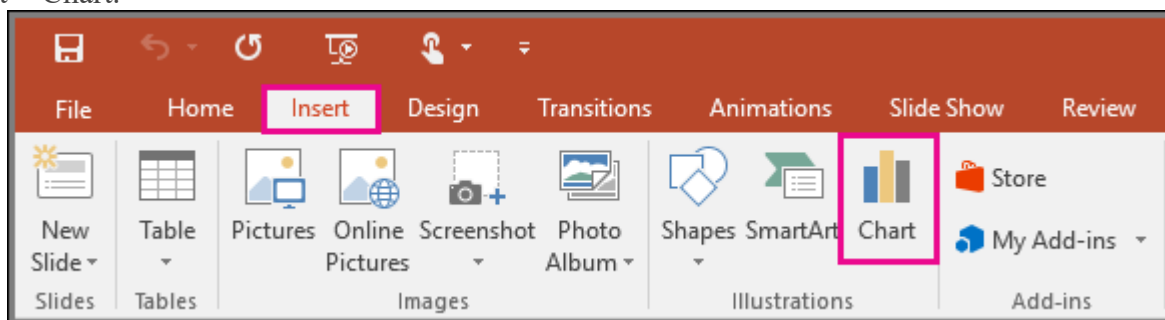 Chart.
File Home Insert Design Transitions Animations Slide Show Review
New Slide Table Pictures Online Pictures Screenshot Photo Album Shapes SmartArt Chart Store
My Add-ins
Slides Tables Images Illustrations Add-ins